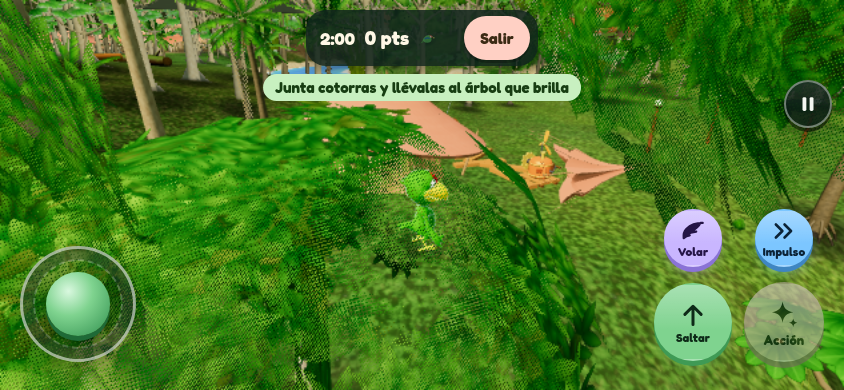 2:00 0 pts Salir
Junta cotorras y llévalas al árbol que brilla
Volar
Impulso
Saltar
Acción